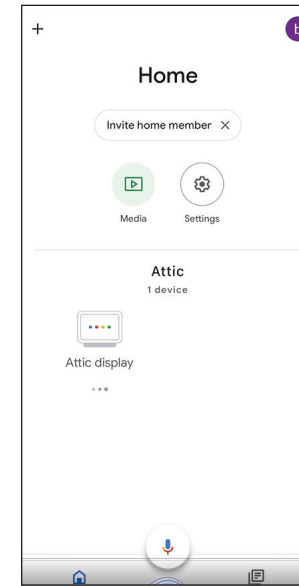 +
b
Home
Invite home member ×
Media Settings
Attic
1 device
Attic display